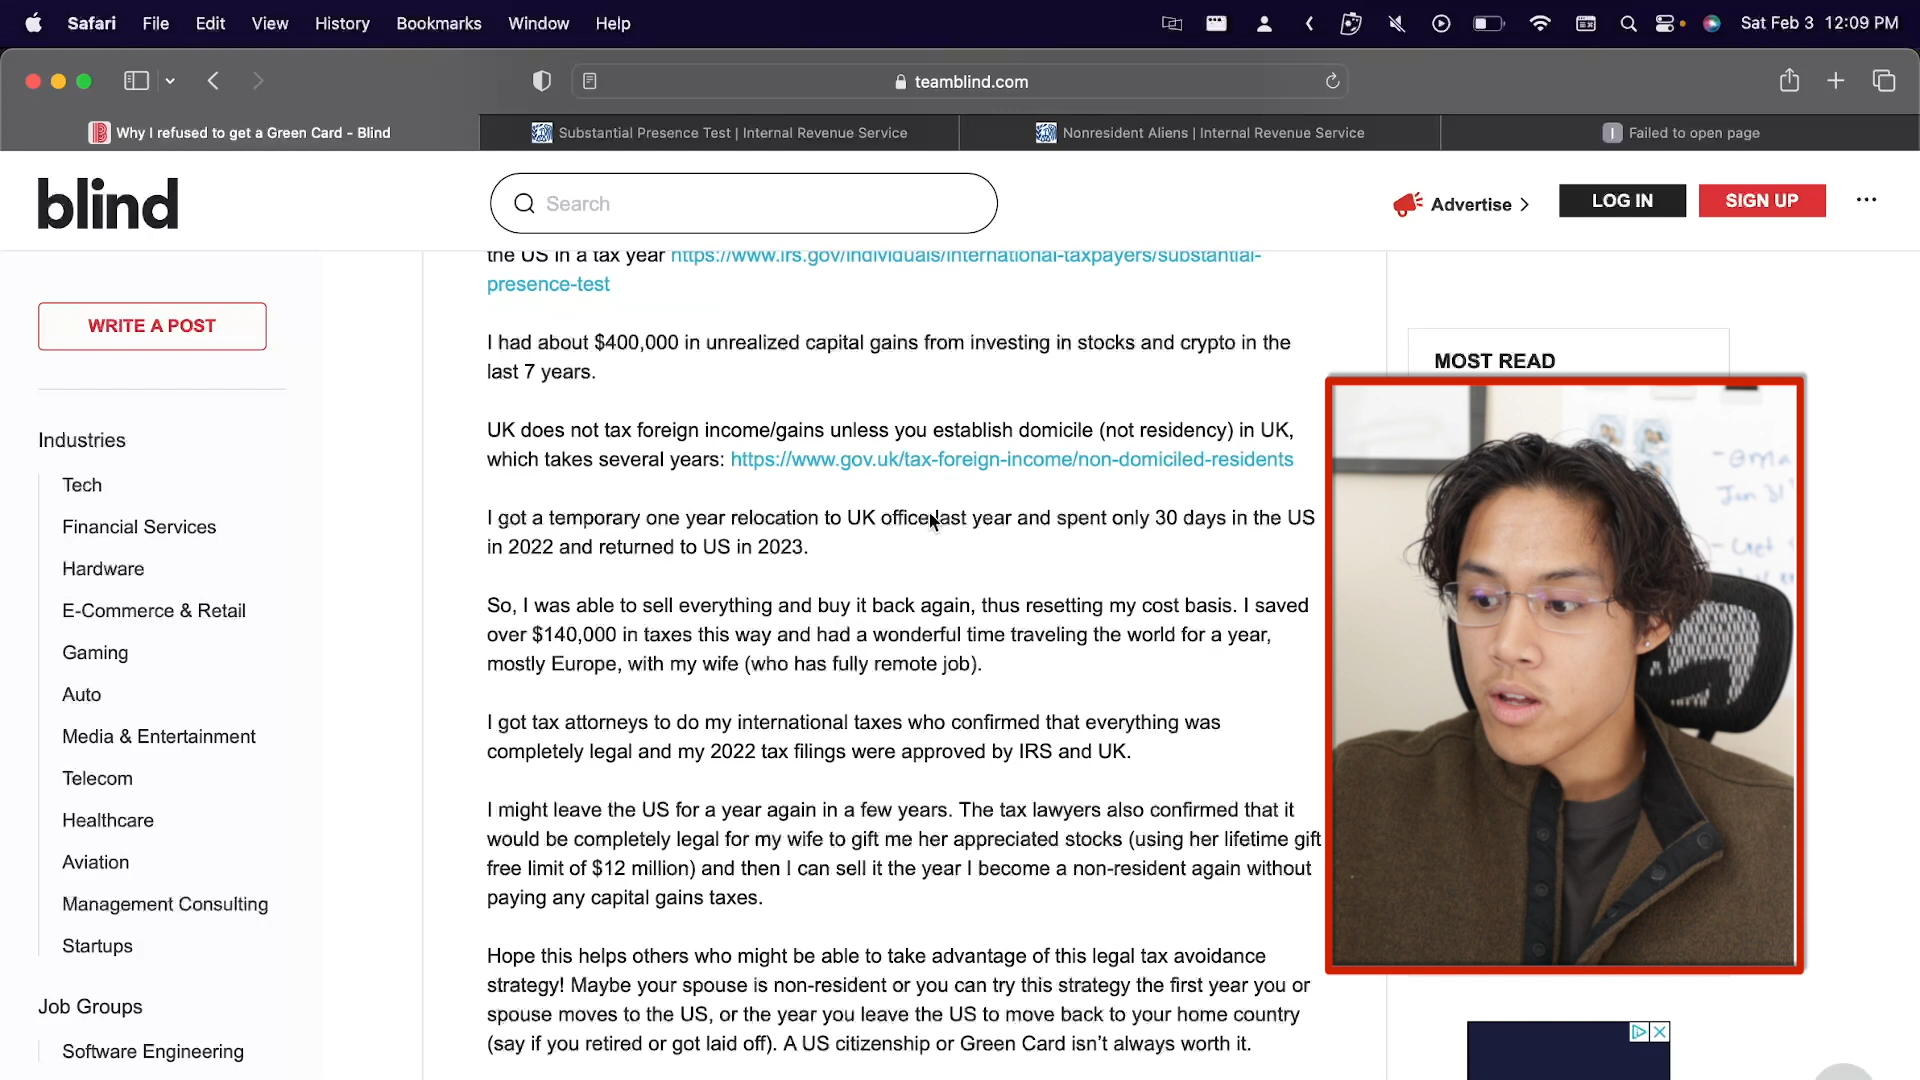 Safari File Edit View History Bookmarks Window Help Sat Feb 3 12:09 PM
teamblind.com
Why I refused to get a Green Card - Blind
Substantial Presence Test | Internal Revenue Service
Nonresident Aliens | Internal Revenue Service
I Failed to open page
blind
Search
Advertise
LOG IN
SIGN UP
WRITE A POST
Industries
Tech
Financial Services
Hardware
E-Commerce & Retail
Gaming
Auto
Media & Entertainment
Telecom
Healthcare
Aviation
Management Consulting
Startups
Job Groups
Software Engineering
the US in a tax year https://www.irs.gov/individuals/international-taxpayers/substantial-
presence-test
I had about $400,000 in unrealized capital gains from investing in stocks and crypto in the
last 7 years.
UK does not tax foreign income/gains unless you establish domicile (not residency) in UK,
which takes several years: https://www.gov.uk/tax-foreign-income/non-domiciled-residents
I got a temporary one year relocation to UK office last year and spent only 30 days in the US
in 2022 and returned to US in 2023.
So, I was able to sell everything and buy it back again, thus resetting my cost basis. I saved
over $140,000 in taxes this way and had a wonderful time traveling the world for a year,
mostly Europe, with my wife (who has fully remote job).
I got tax attorneys to do my international taxes who confirmed that everything was
completely legal and my 2022 tax filings were approved by IRS and UK.
I might leave the US for a year again in a few years. The tax lawyers also confirmed that it
would be completely legal for my wife to gift me her appreciated stocks (using her lifetime gift
free limit of $12 million) and then I can sell it the year I become a non-resident again without
paying any capital gains taxes.
Hope this helps others who might be able to take advantage of this legal tax avoidance
strategy! Maybe your spouse is non-resident or you can try this strategy the first year you or
spouse moves to the US, or the year you leave the US to move back to your home country
(say if you retired or got laid off). A US citizenship or Green Card isn't always worth it.
MOST READ
Jan 31
- Get